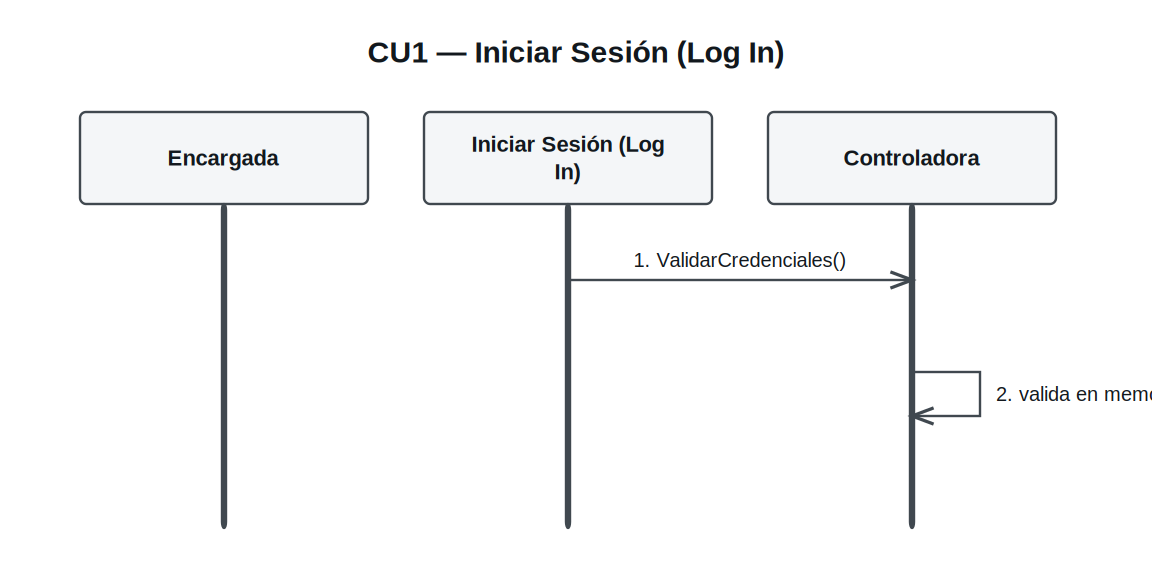 CU1 — Iniciar Sesión (Log In)
Encargada
Iniciar Sesión (Log
In)
Controladora
1. ValidarCredenciales()
2. valida en